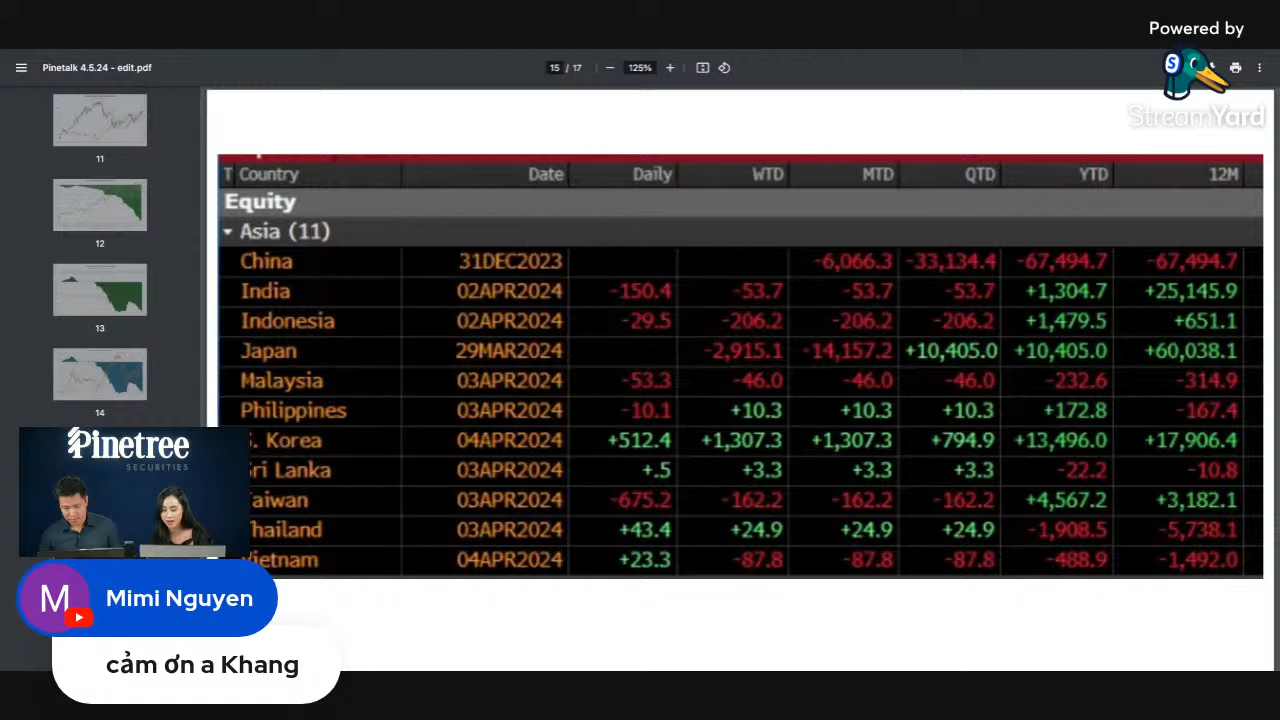 Powered by
StreamYard
Pinetalk 4.5.24 - edit.pdf
15 / 17
125%
11
12
13
14
T Country Date Daily WTD MTD QTD YTD 12M
Equity
Asia (11)
China 31DEC2023 -6,066.3 -33,134.4 -67,494.7 -67,494.7
India 02APR2024 -150.4 -53.7 -53.7 -53.7 +1,304.7 +25,145.9
Indonesia 02APR2024 -29.5 -206.2 -206.2 -206.2 +1,479.5 +651.1
Japan 29MAR2024 -2,915.1 -14,157.2 +10,405.0 +10,405.0 +60,038.1
Malaysia 03APR2024 -53.3 -46.0 -46.0 -46.0 -232.6 -314.9
Philippines 03APR2024 -10.1 +10.3 +10.3 +10.3 +172.8 -167.4
. Korea 04APR2024 +512.4 +1,307.3 +1,307.3 +794.9 +13,496.0 +17,906.4
ri Lanka 03APR2024 +.5 +3.3 +3.3 +3.3 -22.2 -10.8
aiwan 03APR2024 -675.2 -162.2 -162.2 -162.2 +4,567.2 +3,182.1
hailand 03APR2024 +43.4 +24.9 +24.9 +24.9 -1,908.5 -5,738.1
ietnam 04APR2024 +23.3 -87.8 -87.8 -87.8 -488.9 -1,492.0
Pinetree
SECURITIES
M
Mimi Nguyen
cảm ơn a Khang